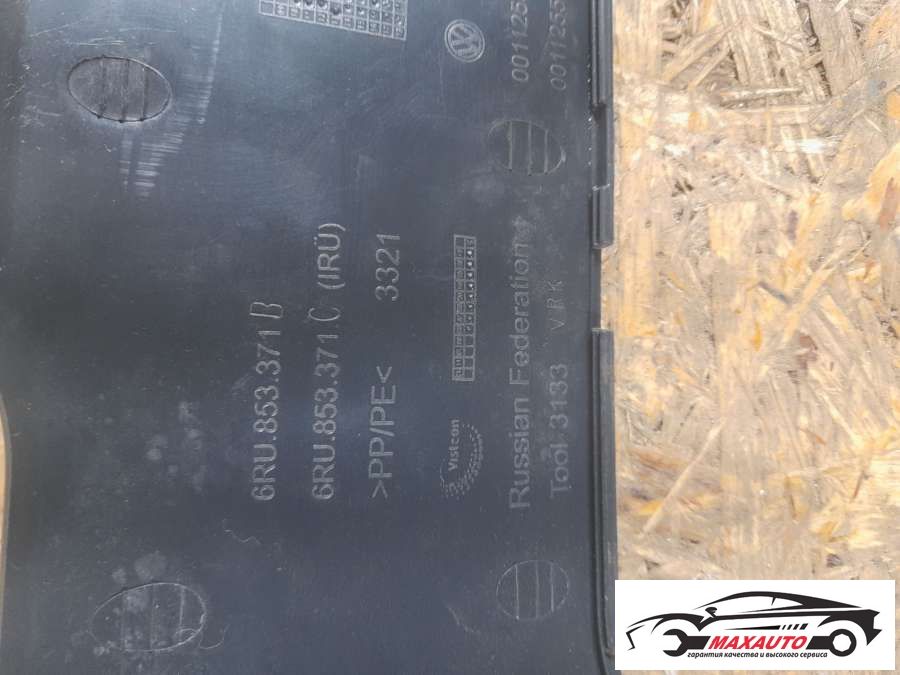 6RU.853.371 B
6RU.853.371 C (IRÜ)
>PP/PE< 3321
Visteon
Russian Federation
Tool 3133 VBK
MAXAUTO
гарантия качества и высокого сервиса